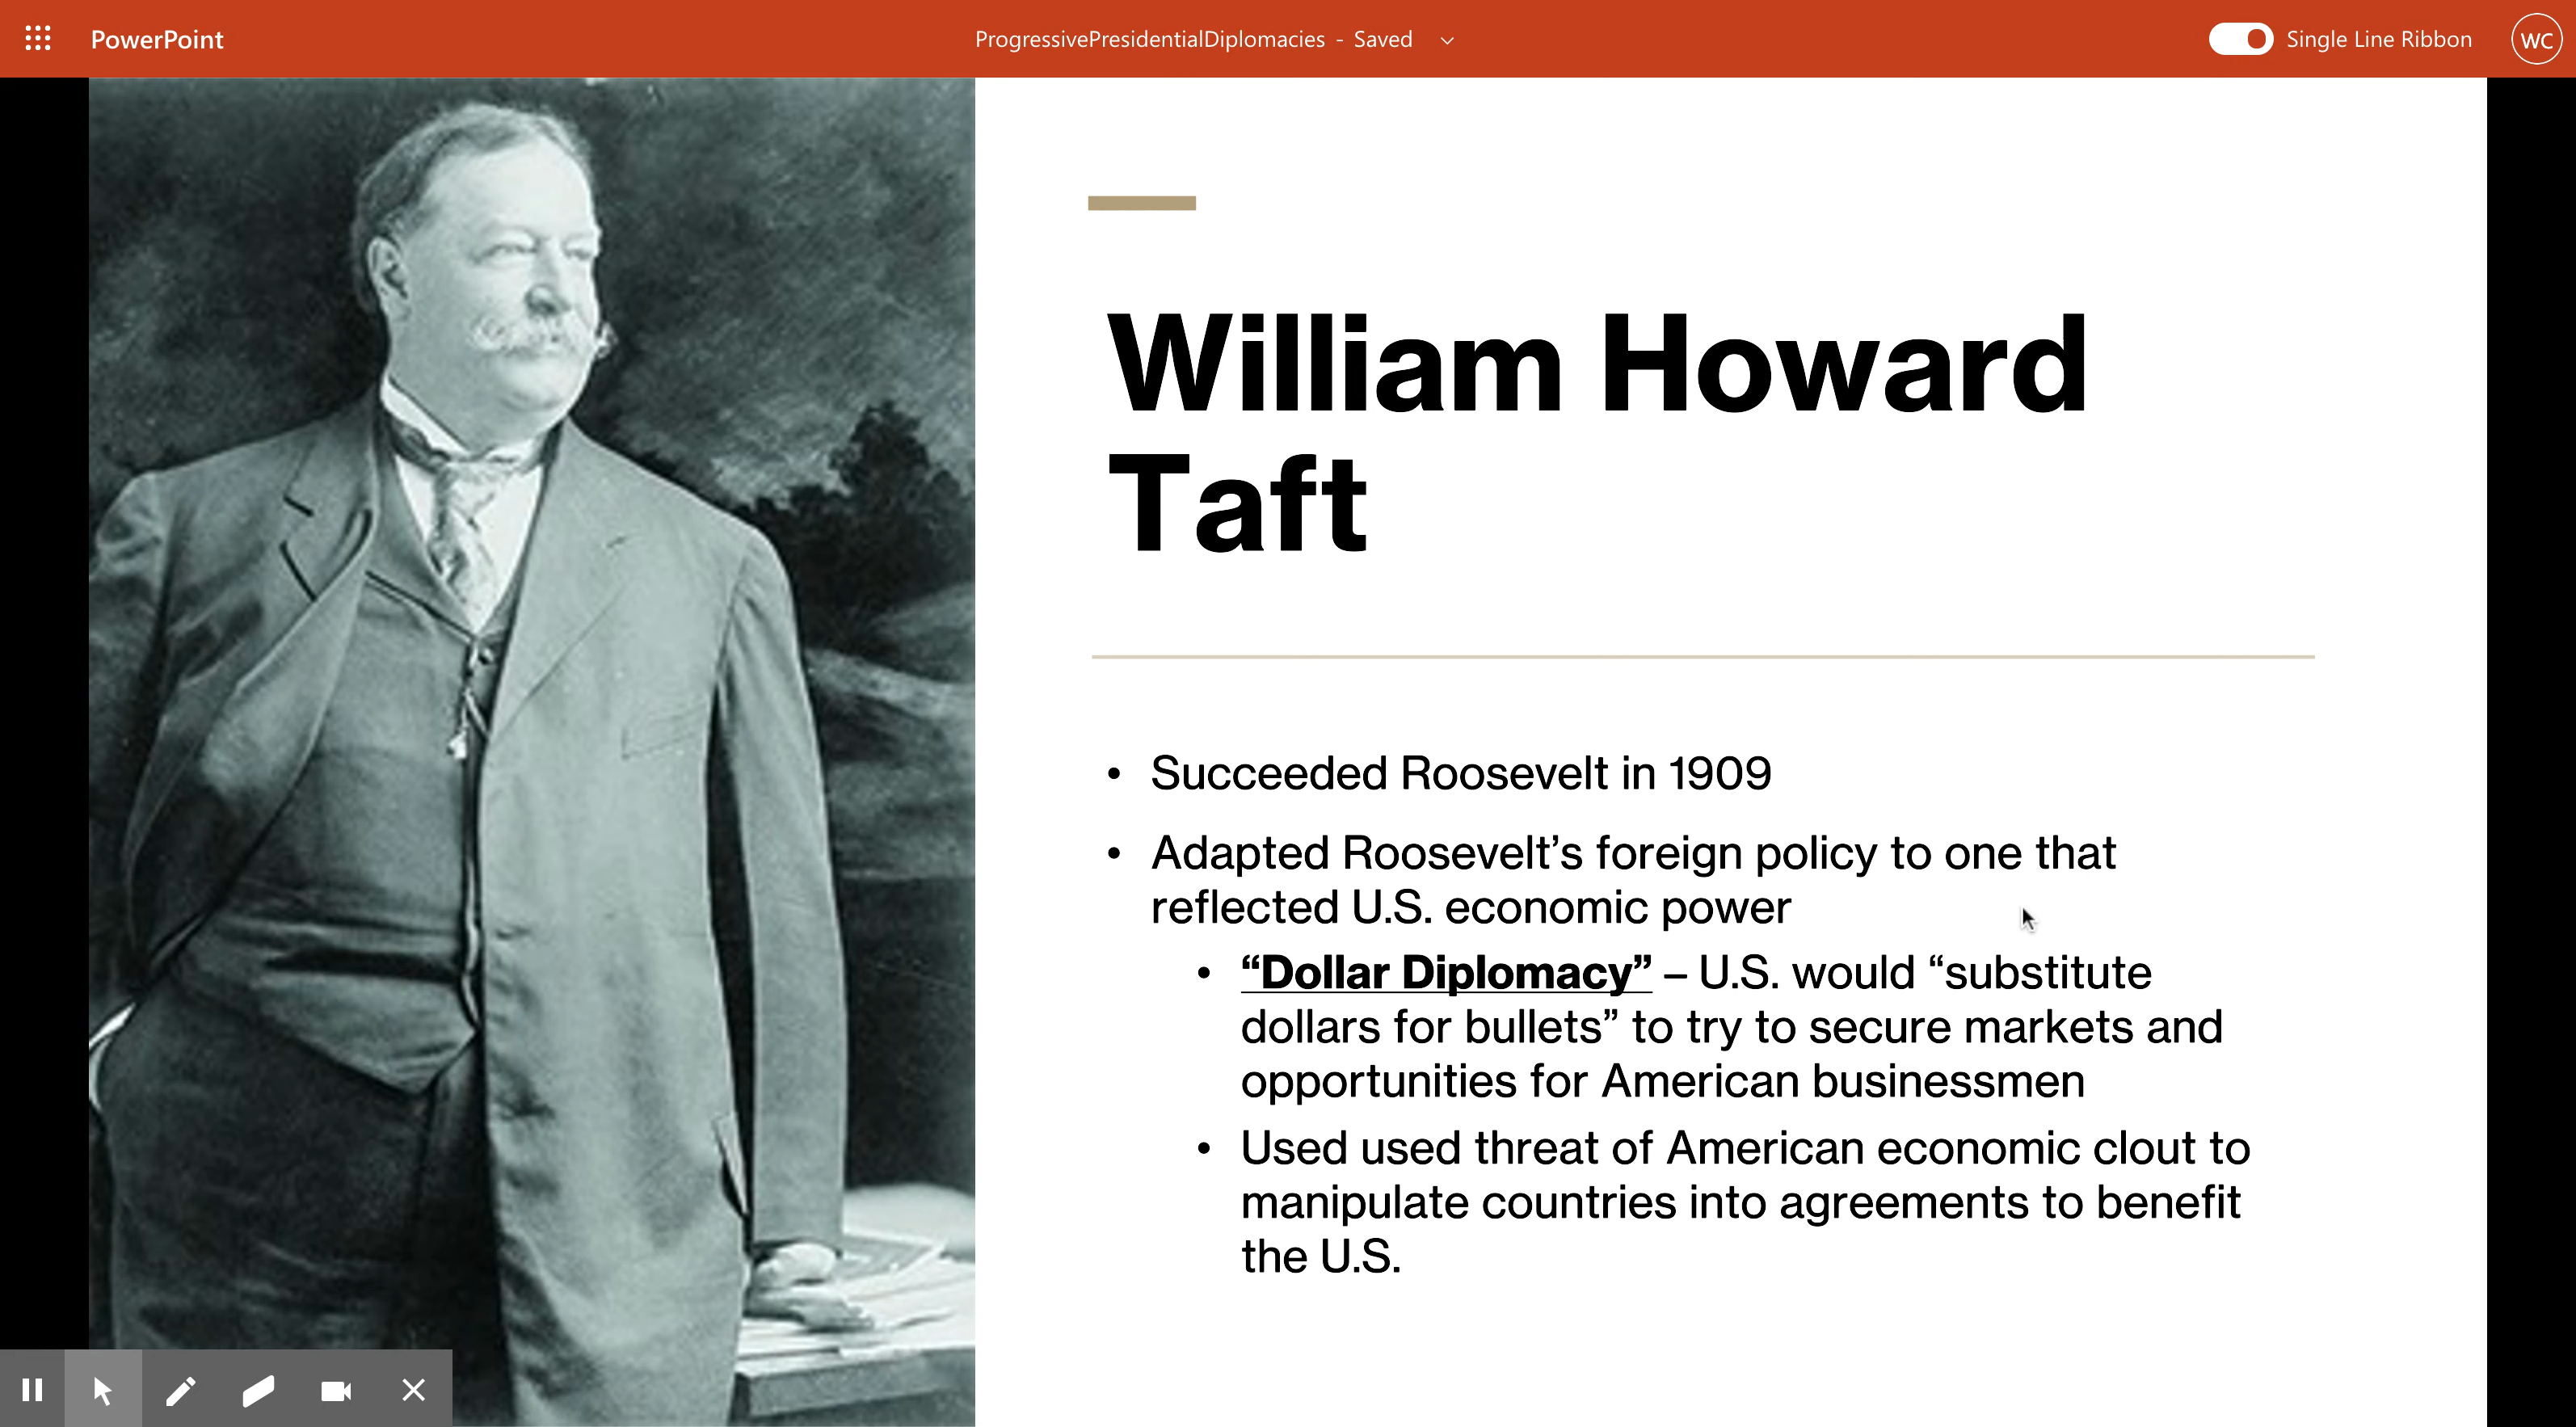 PowerPoint
ProgressivePresidentialDiplomacies - Saved
Single Line Ribbon
WC
William Howard
Taft
• Succeeded Roosevelt in 1909
• Adapted Roosevelt’s foreign policy to one that
reflected U.S. economic power
• “Dollar Diplomacy” – U.S. would “substitute
dollars for bullets” to try to secure markets and
opportunities for American businessmen
• Used used threat of American economic clout to
manipulate countries into agreements to benefit
the U.S.